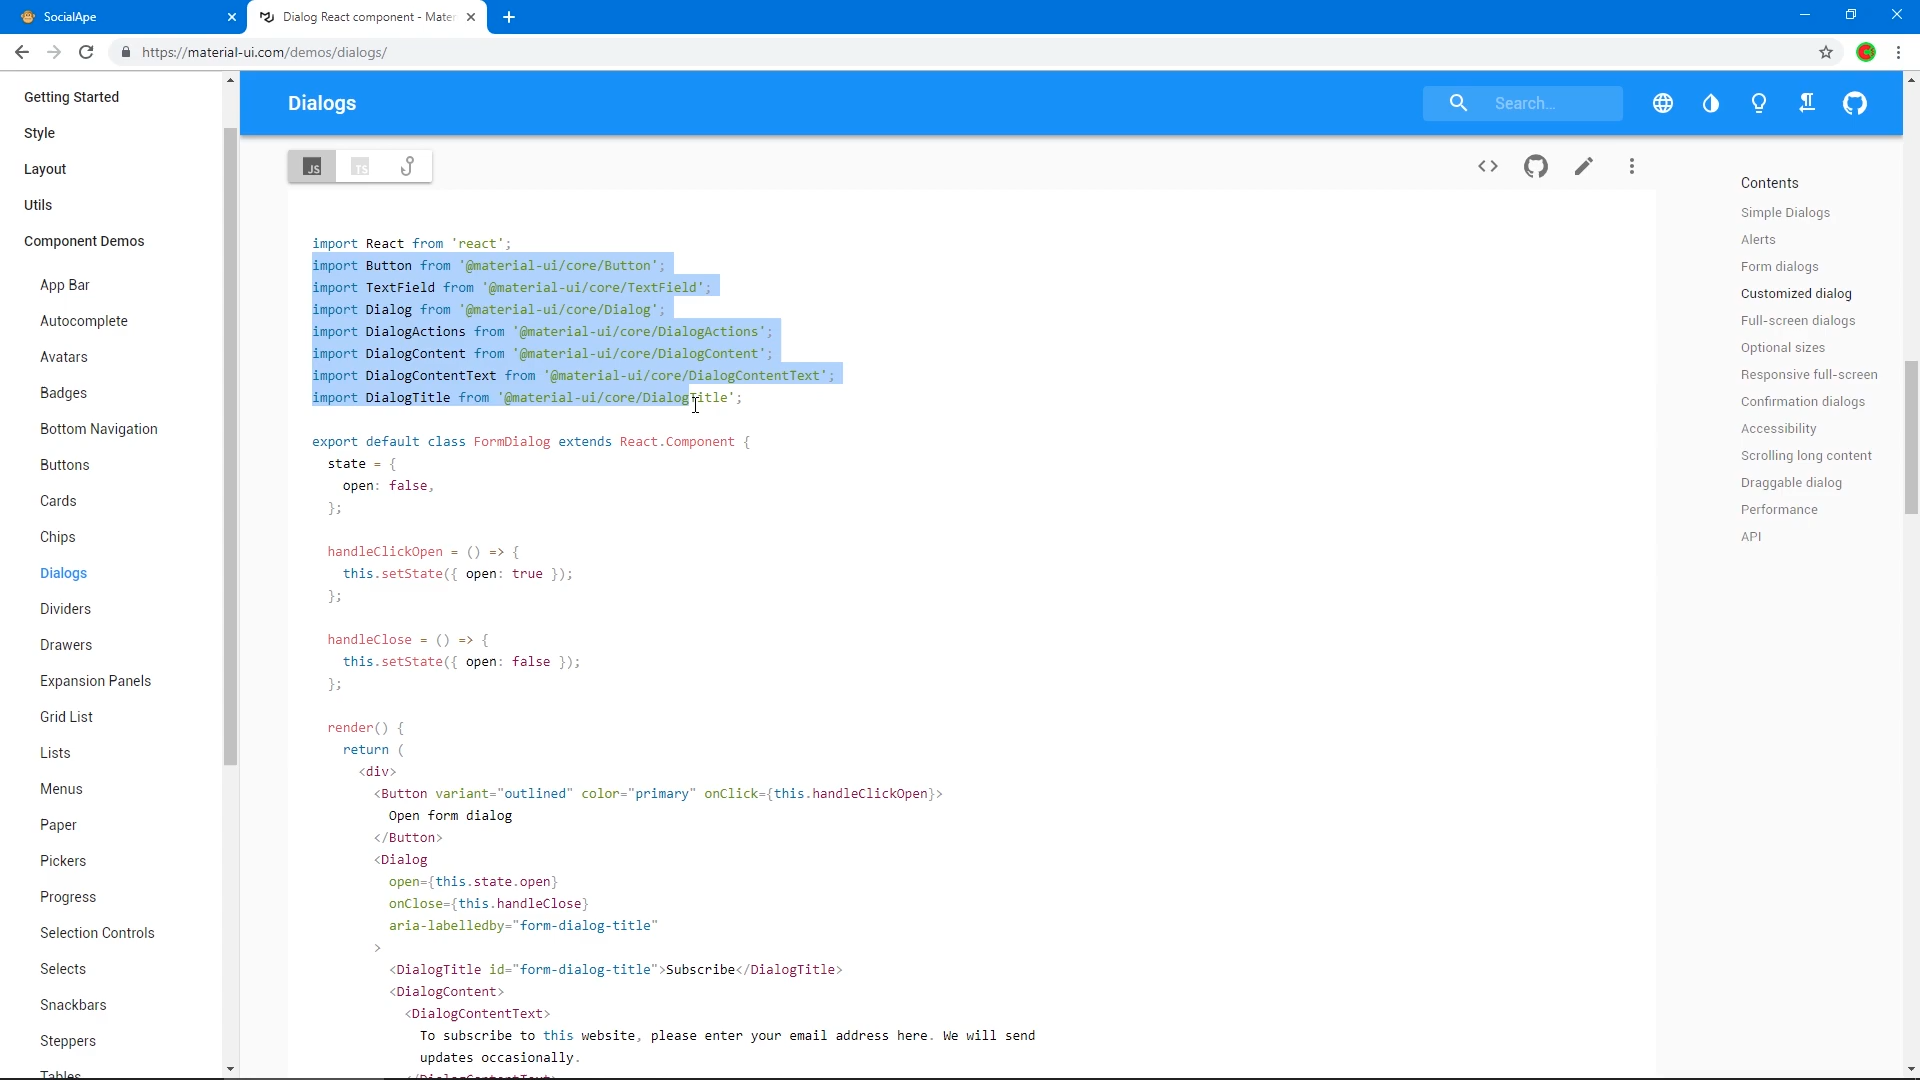 SocialApe
Dialog React component - Mater
https://material-ui.com/demos/dialogs/
Getting Started
Style
Layout
Utils
Component Demos
App Bar
Autocomplete
Avatars
Badges
Bottom Navigation
Buttons
Cards
Chips
Dialogs
Dividers
Drawers
Expansion Panels
Grid List
Lists
Menus
Paper
Pickers
Progress
Selection Controls
Selects
Snackbars
Steppers
Tables
Dialogs
Search...
JS
TS
import React from 'react';
import Button from '@material-ui/core/Button';
import TextField from '@material-ui/core/TextField';
import Dialog from '@material-ui/core/Dialog';
import DialogActions from '@material-ui/core/DialogActions';
import DialogContent from '@material-ui/core/DialogContent';
import DialogContentText from '@material-ui/core/DialogContentText';
import DialogTitle from '@material-ui/core/DialogTitle';
export default class FormDialog extends React.Component {
state = {
open: false,
};
handleClickOpen = () => {
this.setState({ open: true });
};
handleClose = () => {
this.setState({ open: false });
};
render() {
return (
<div>
<Button variant="outlined" color="primary" onClick={this.handleClickOpen}>
Open form dialog
</Button>
<Dialog
open={this.state.open}
onClose={this.handleClose}
aria-labelledby="form-dialog-title"
>
<DialogTitle id="form-dialog-title">Subscribe</DialogTitle>
<DialogContent>
<DialogContentText>
To subscribe to this website, please enter your email address here. We will send
updates occasionally.
</DialogContentText>
Contents
Simple Dialogs
Alerts
Form dialogs
Customized dialog
Full-screen dialogs
Optional sizes
Responsive full-screen
Confirmation dialogs
Accessibility
Scrolling long content
Draggable dialog
Performance
API